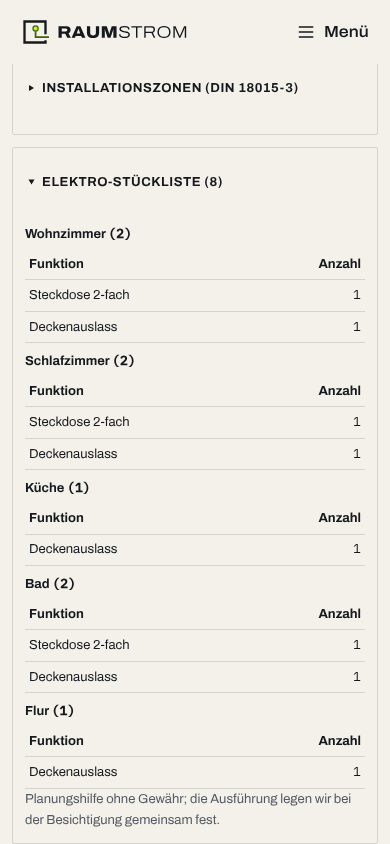 RAUMSTROM
Menü
INSTALLATIONSZONEN (DIN 18015-3)
ELEKTRO-STÜCKLISTE (8)
Wohnzimmer (2)
Funktion Anzahl
Steckdose 2-fach 1
Deckenauslass 1
Schlafzimmer (2)
Funktion Anzahl
Steckdose 2-fach 1
Deckenauslass 1
Küche (1)
Funktion Anzahl
Deckenauslass 1
Bad (2)
Funktion Anzahl
Steckdose 2-fach 1
Deckenauslass 1
Flur (1)
Funktion Anzahl
Deckenauslass 1
Planungshilfe ohne Gewähr; die Ausführung legen wir bei
der Besichtigung gemeinsam fest.